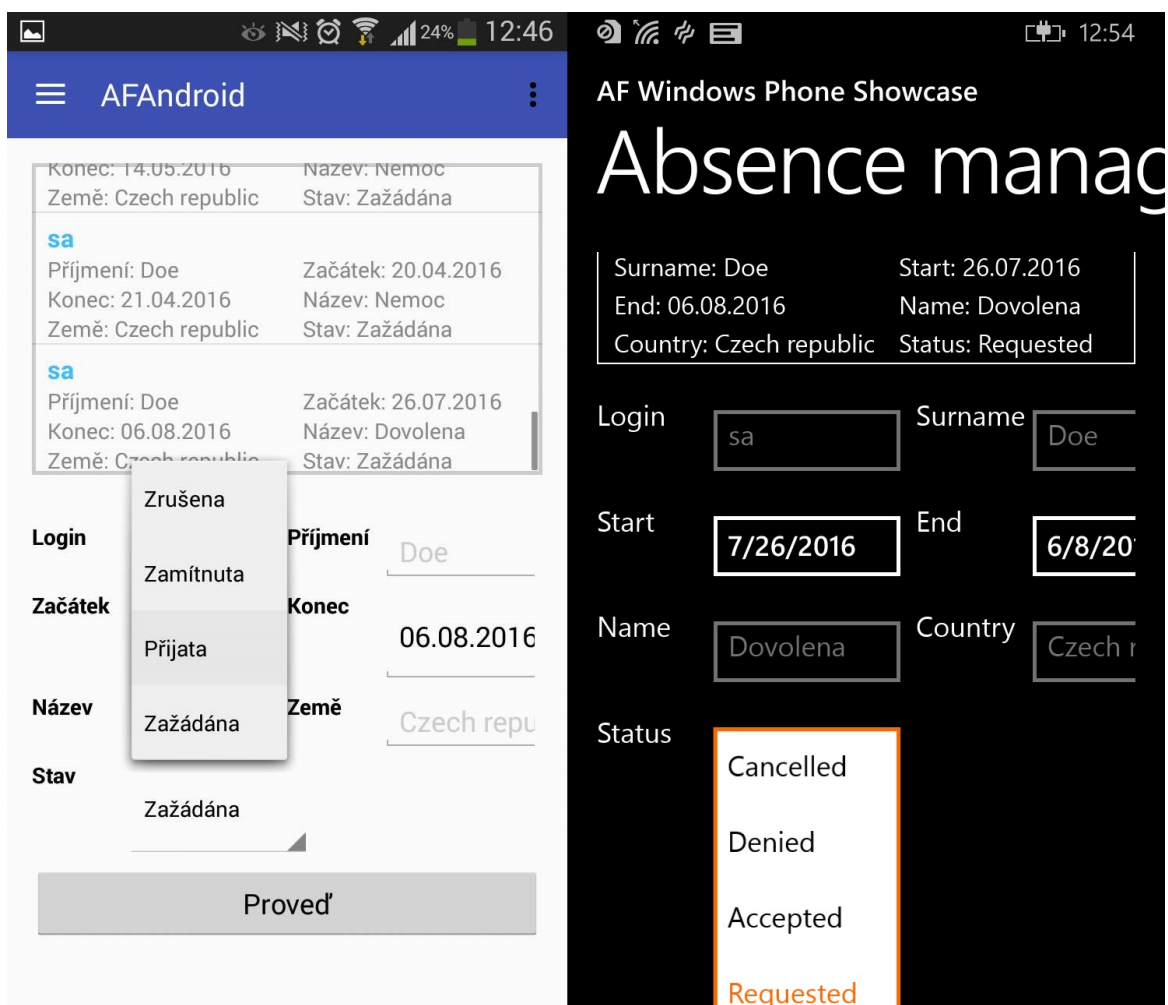 24% 12:46
AFAndroid
Konec: 14.05.2016 Název: Nemoc
Země: Czech republic Stav: Zažádána
sa
Příjmení: Doe Začátek: 20.04.2016
Konec: 21.04.2016 Název: Nemoc
Země: Czech republic Stav: Zažádána
sa
Příjmení: Doe Začátek: 26.07.2016
Konec: 06.08.2016 Název: Dovolena
Země: Czech republic Stav: Zažádána
Zrušena
Zamítnuta
Přijata
Zažádána
Login Příjmení Doe
Začátek Konec 06.08.2016
Název Země Czech repu
Stav Zažádána
Proveď
12:54
AF Windows Phone Showcase
Absence manag
Surname: Doe Start: 26.07.2016
End: 06.08.2016 Name: Dovolena
Country: Czech republic Status: Requested
Login sa Surname Doe
Start 7/26/2016 End 6/8/20
Name Dovolena Country Czech r
Status
Cancelled
Denied
Accepted
Requested